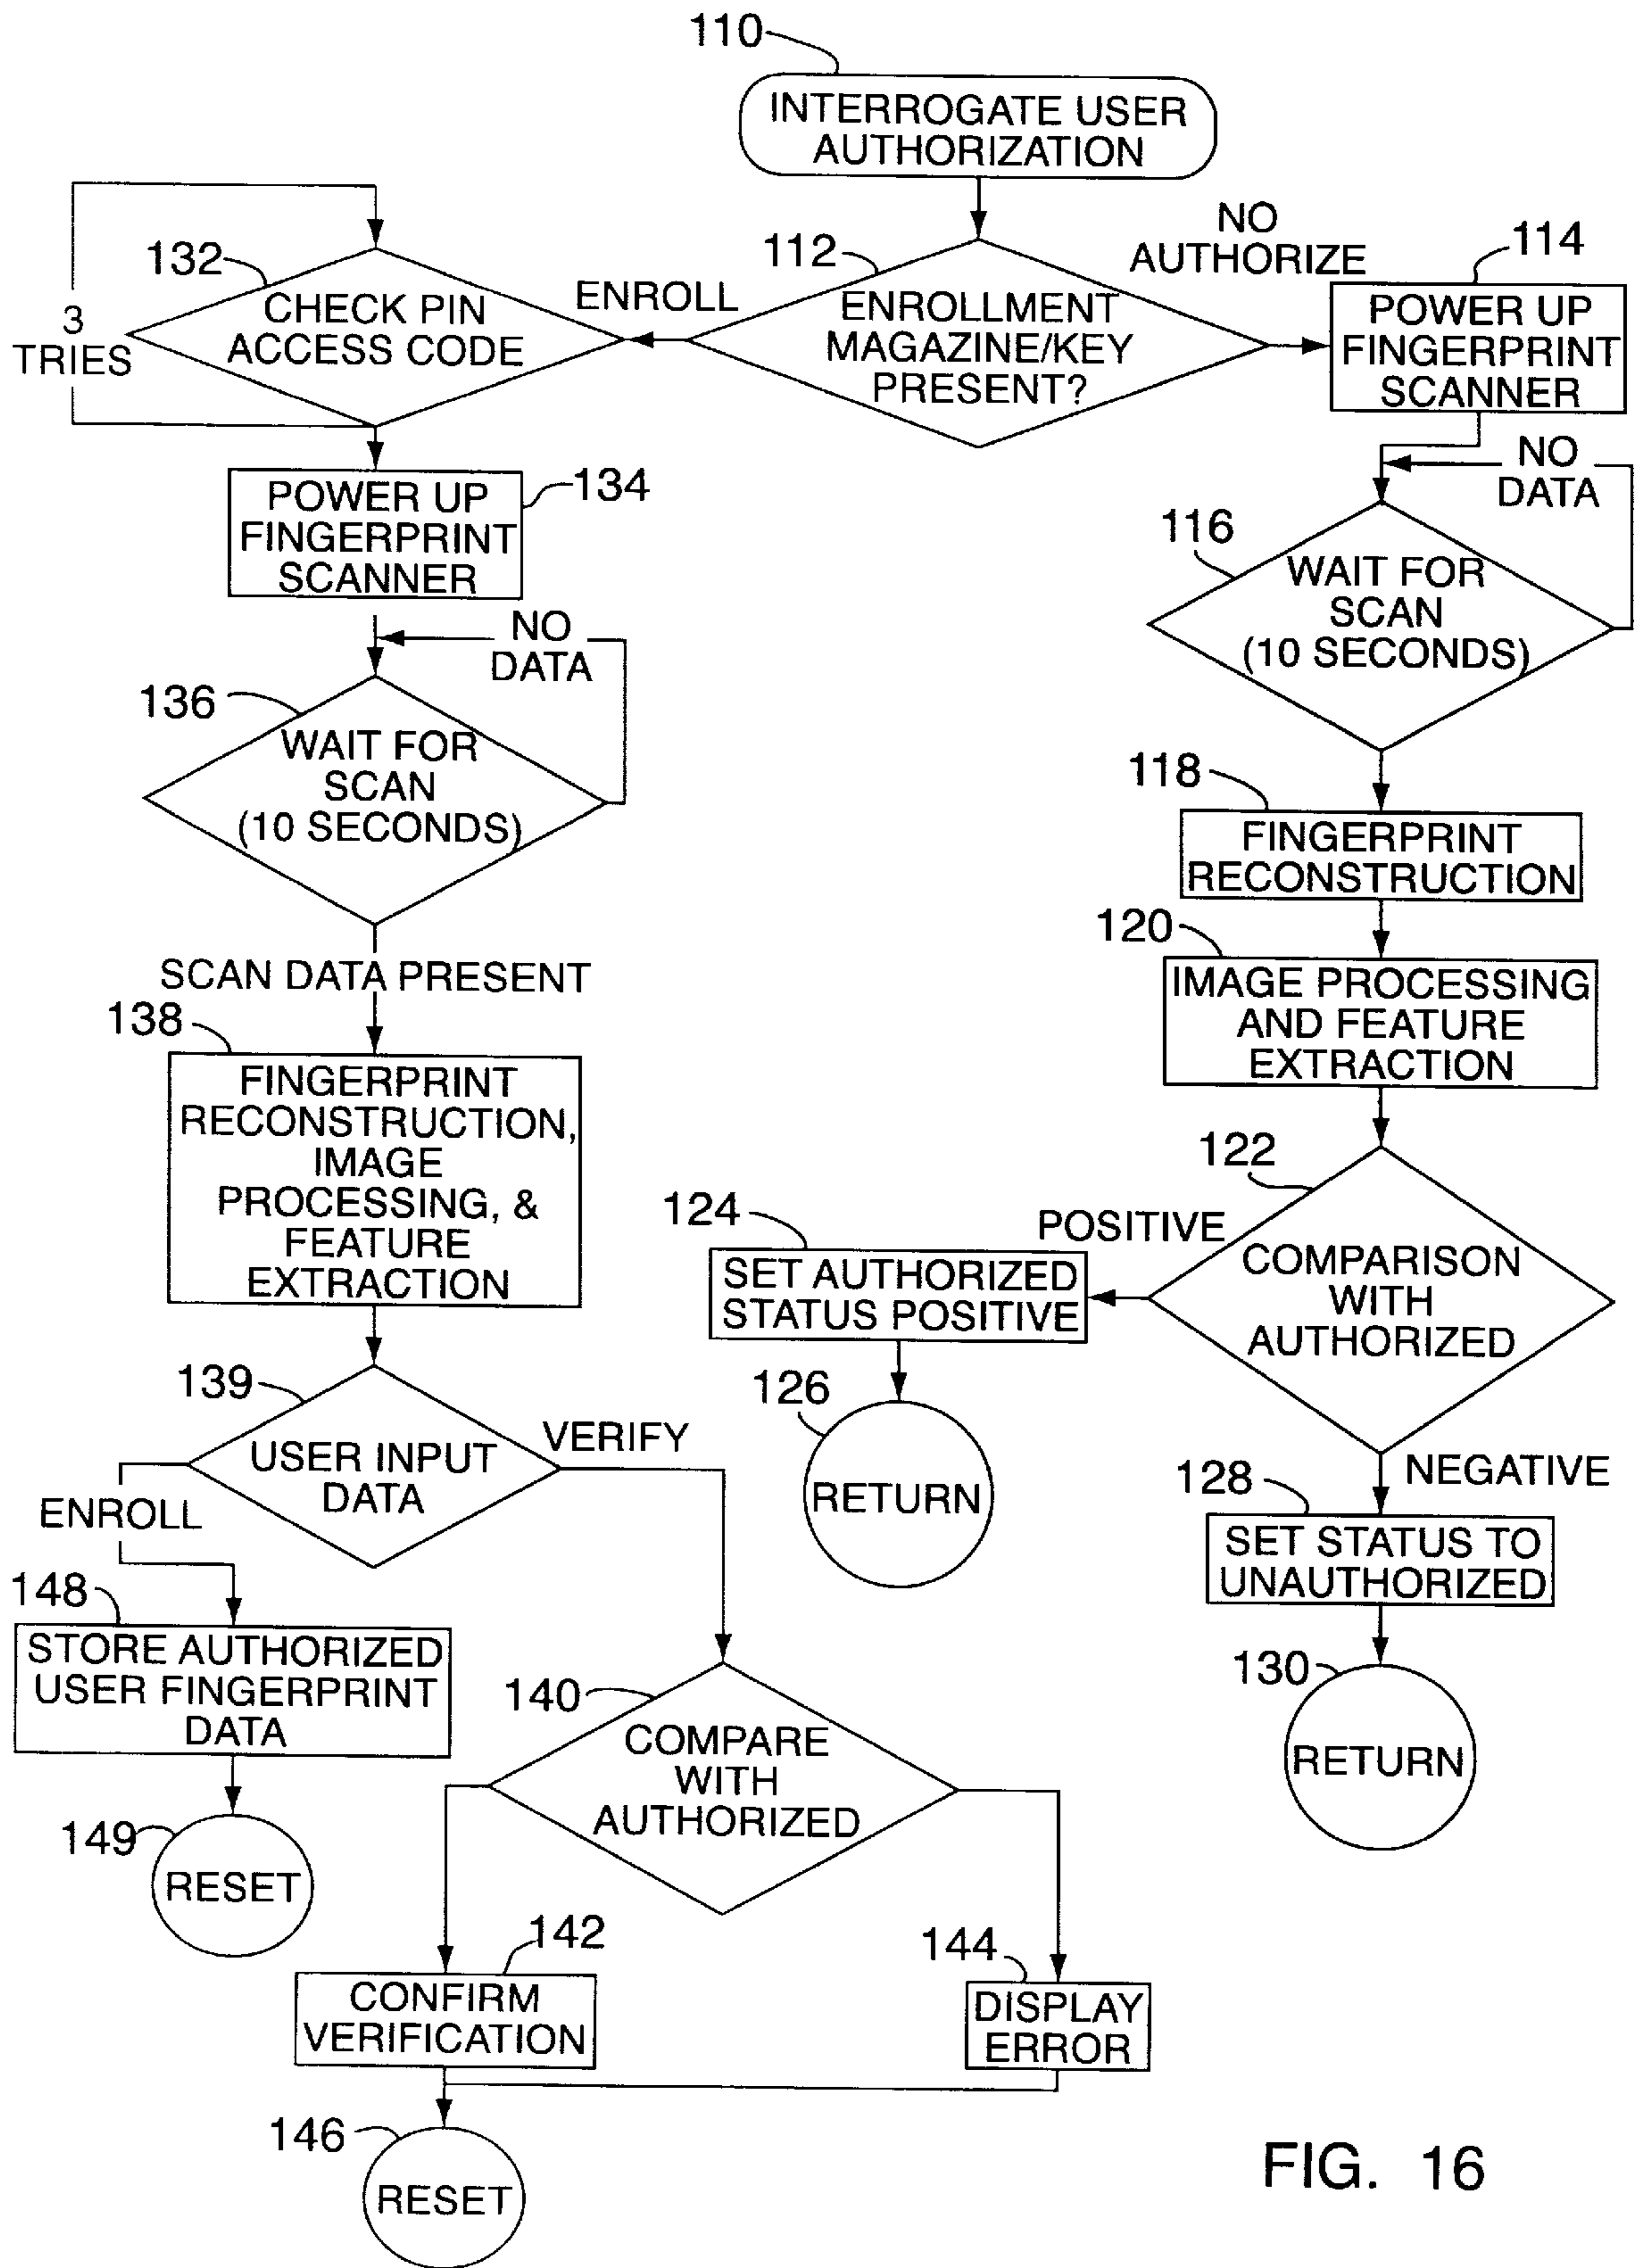 110
INTERROGATE USER
AUTHORIZATION
NO
AUTHORIZE
114
132
112
3
TRIES
CHECK PIN
ACCESS CODE
ENROLL
ENROLLMENT
MAGAZINE/KEY
PRESENT?
POWER UP
FINGERPRINT
SCANNER
NO
DATA
POWER UP
FINGERPRINT
SCANNER
134
116
WAIT FOR
SCAN
(10 SECONDS)
NO
DATA
136
WAIT FOR
SCAN
(10 SECONDS)
118
FINGERPRINT
RECONSTRUCTION
120
IMAGE PROCESSING
AND FEATURE
EXTRACTION
SCAN DATA PRESENT
138
FINGERPRINT
RECONSTRUCTION,
IMAGE
PROCESSING, &
FEATURE
EXTRACTION
122
124
POSITIVE
SET AUTHORIZED
STATUS POSITIVE
COMPARISON
WITH
AUTHORIZED
139
126
USER INPUT
DATA
VERIFY
RETURN
NEGATIVE
128
SET STATUS TO
UNAUTHORIZED
ENROLL
148
STORE AUTHORIZED
USER FINGERPRINT
DATA
140
COMPARE
WITH
AUTHORIZED
130
RETURN
149
RESET
142
CONFIRM
VERIFICATION
144
DISPLAY
ERROR
146
RESET
FIG. 16